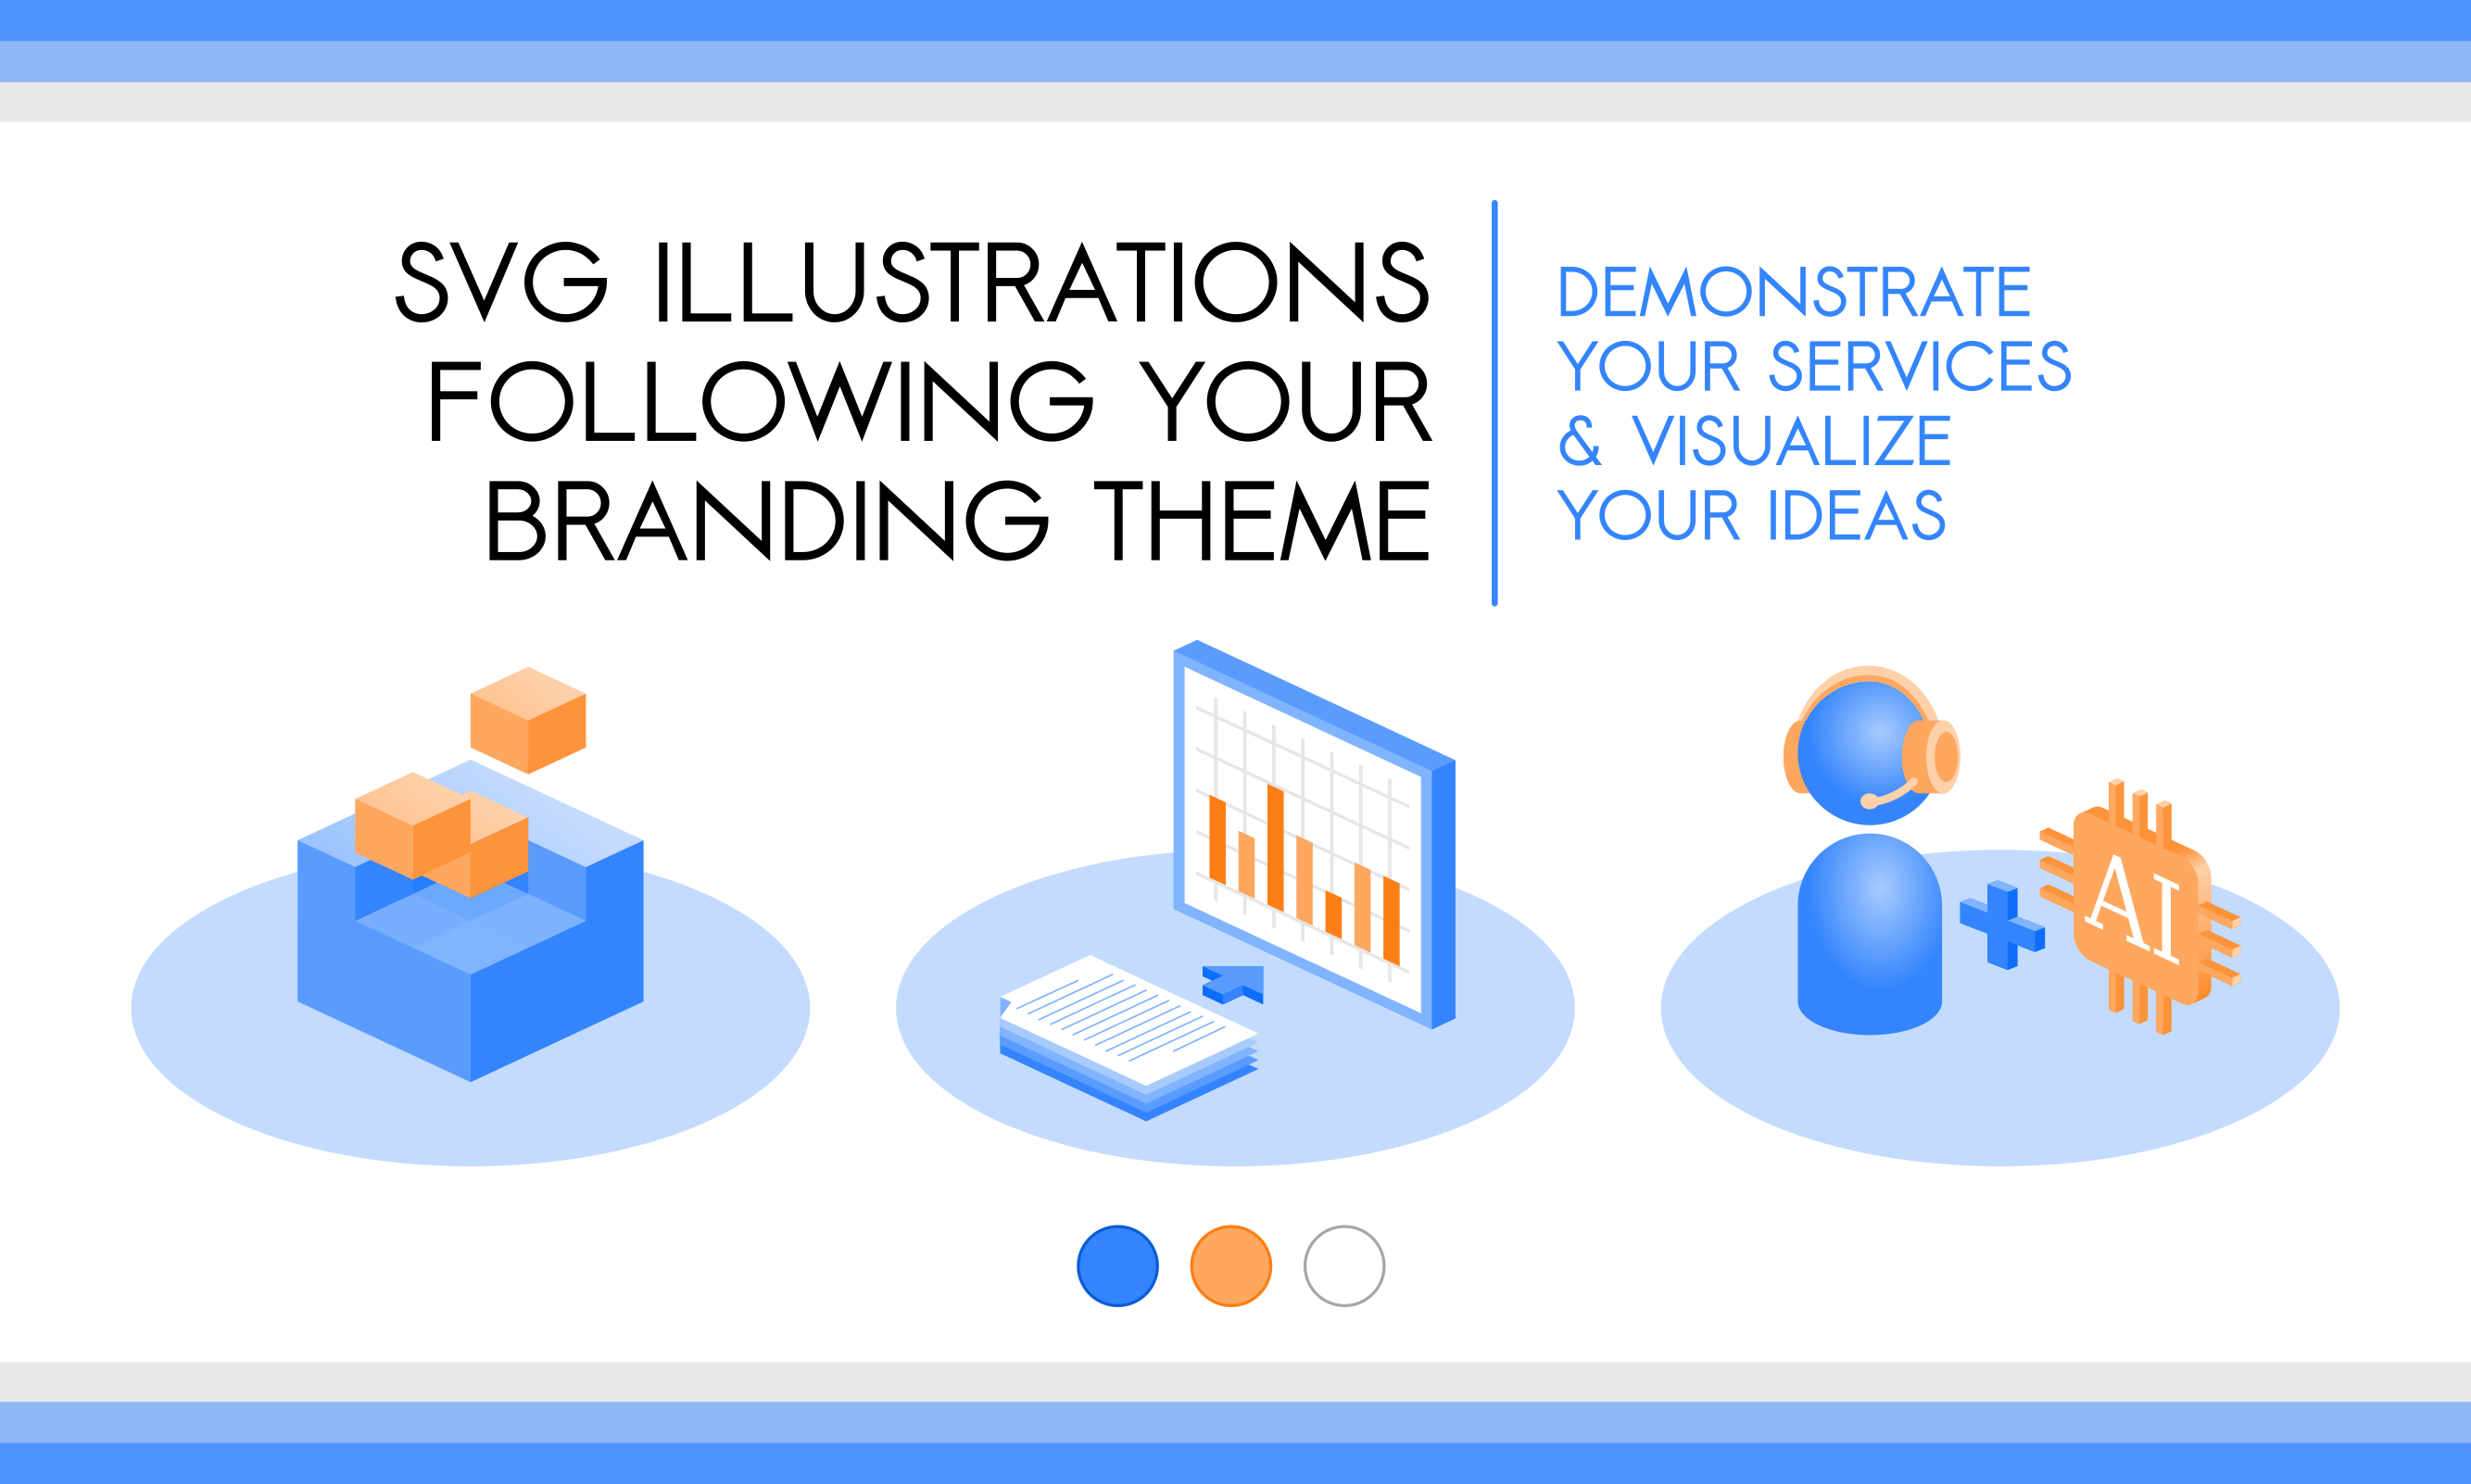 SVG ILLUSTRATIONS
FOLLOWING YOUR
BRANDING THEME
DEMONSTRATE
YOUR SERVICES
& VISUALIZE
YOUR IDEAS
AI